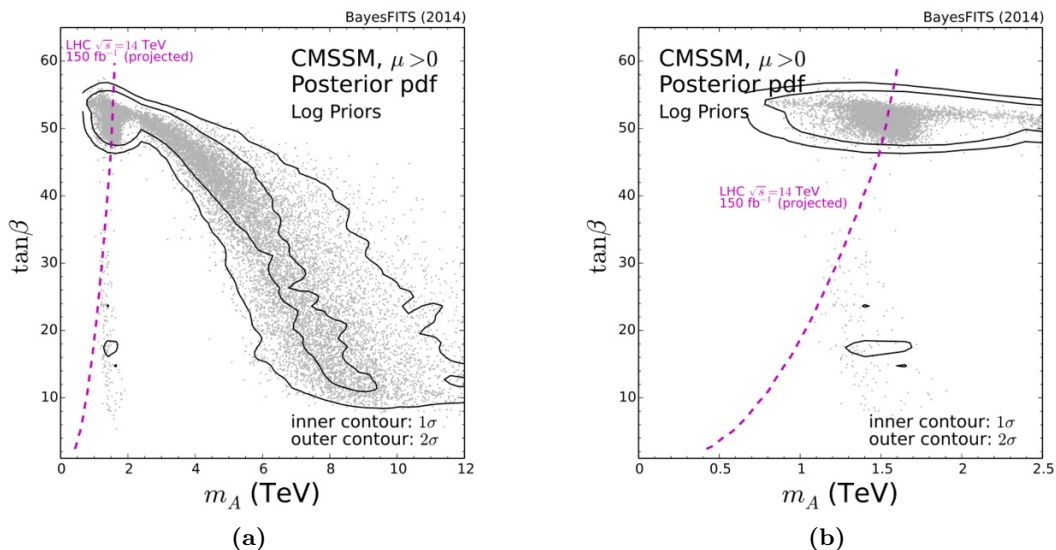 BayesFITS (2014)
LHC √s=14 TeV
150 fb⁻¹ (projected)
CMSSM, μ>0
Posterior pdf
Log Priors
inner contour: 1σ
outer contour: 2σ
tanβ
60
50
40
30
20
10
0
2
4
6
8
10
12
m_A (TeV)
(a)
BayesFITS (2014)
CMSSM, μ>0
Posterior pdf
Log Priors
LHC √s=14 TeV
150 fb⁻¹ (projected)
inner contour: 1σ
outer contour: 2σ
tanβ
60
50
40
30
20
10
0
0.5
1
1.5
2
2.5
m_A (TeV)
(b)